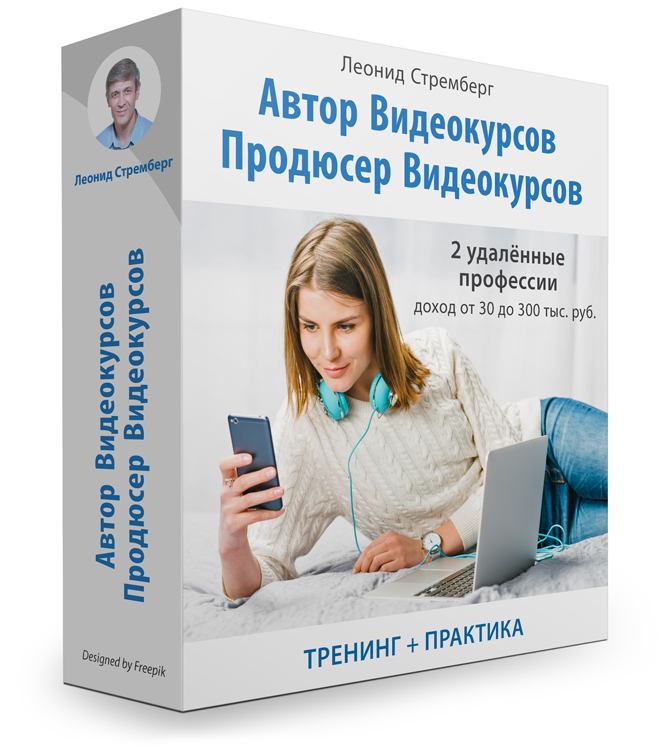 Леонид Стремберг
Автор Видеокурсов
Продюсер Видеокурсов
2 удалённые
профессии
доход от 30 до 300 тыс. руб.
ТРЕНИНГ + ПРАКТИКА
Леонид Стремберг
Автор Видеокурсов
Продюсер Видеокурсов
Designed by Freepik